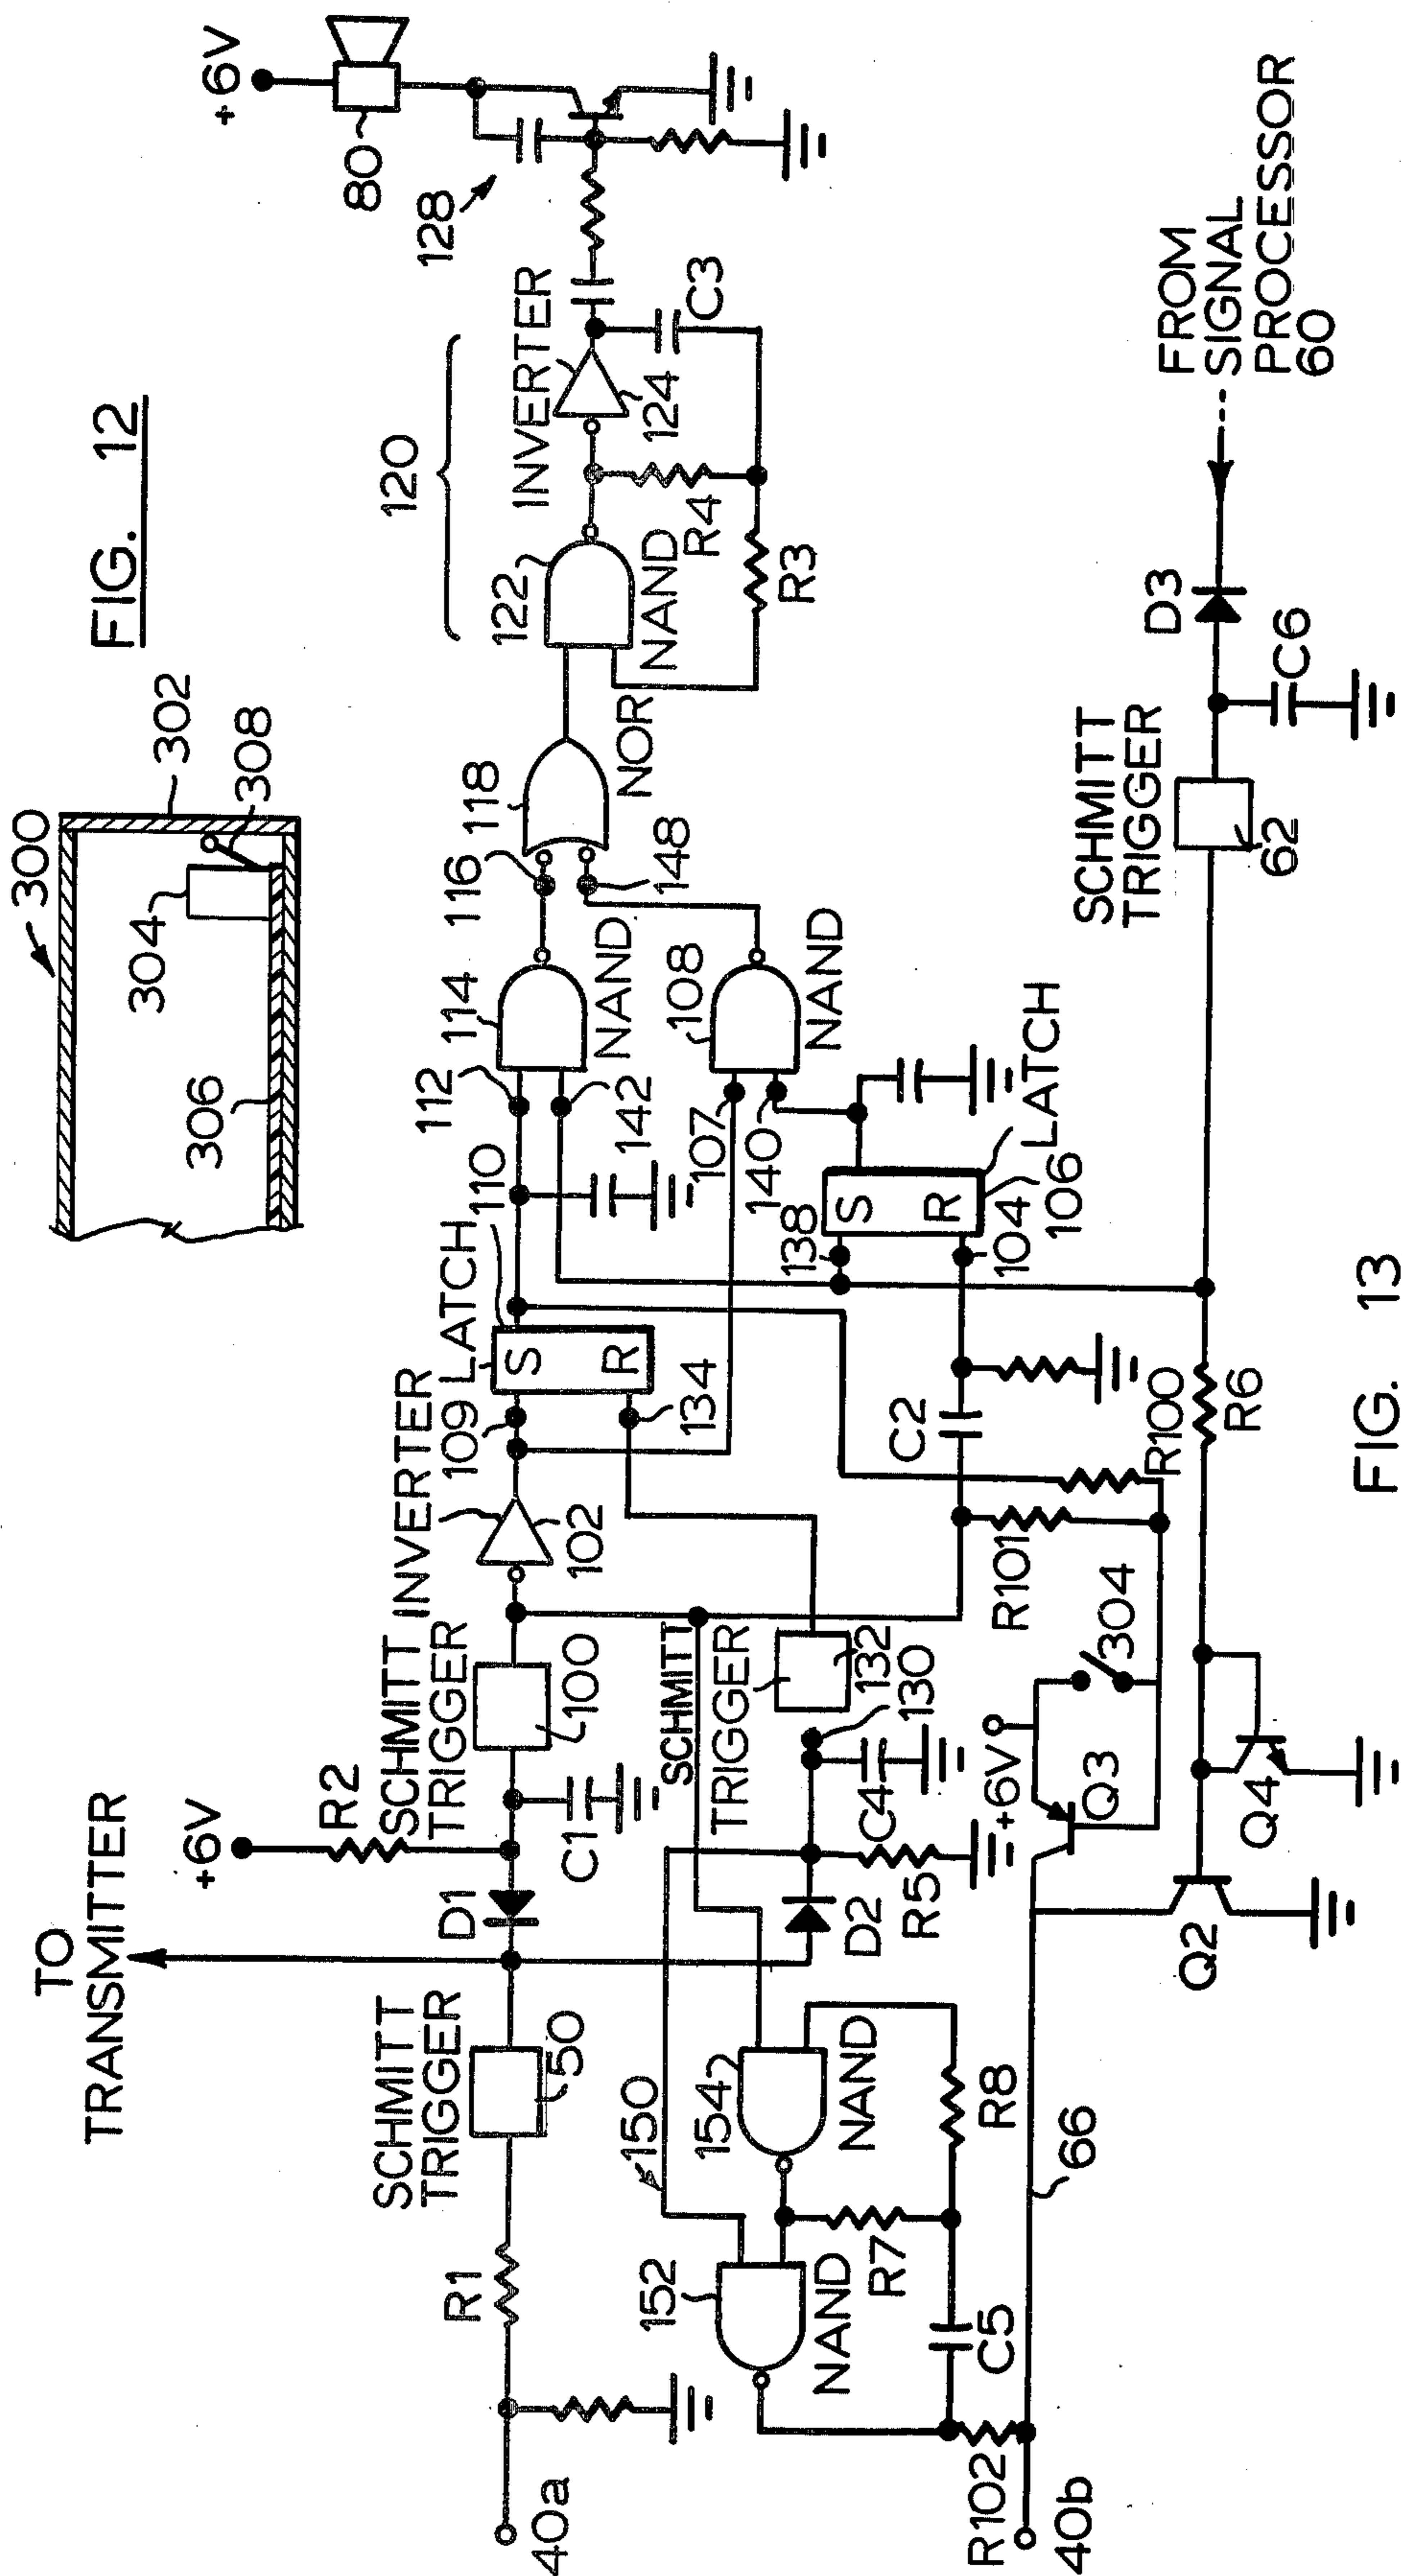 FIG. 12
300
302
304
306
308
+6V
80
128
120
INVERTER
124
C3
122
NAND
R4
R3
118
NOR
116
148
114
NAND
108
NAND
112
142
107
140
110
142
LATCH
S
R
138
104
106
LATCH
S
R
109
134
INVERTER
102
SCHMITT
TRIGGER
100
+6V
R2
C1
D1
TO
TRANSMITTER
SCHMITT
TRIGGER
50
R1
40a
SCHMITT
TRIGGER
132
130
C4
R5
D2
150
154
NAND
152
NAND
R7
R8
C5
R102
40b
66
C2
R101
R100
304
+6V
Q3
Q2
Q4
R6
SCHMITT
TRIGGER
62
C6
D3
FROM
SIGNAL
PROCESSOR
60
FIG. 13